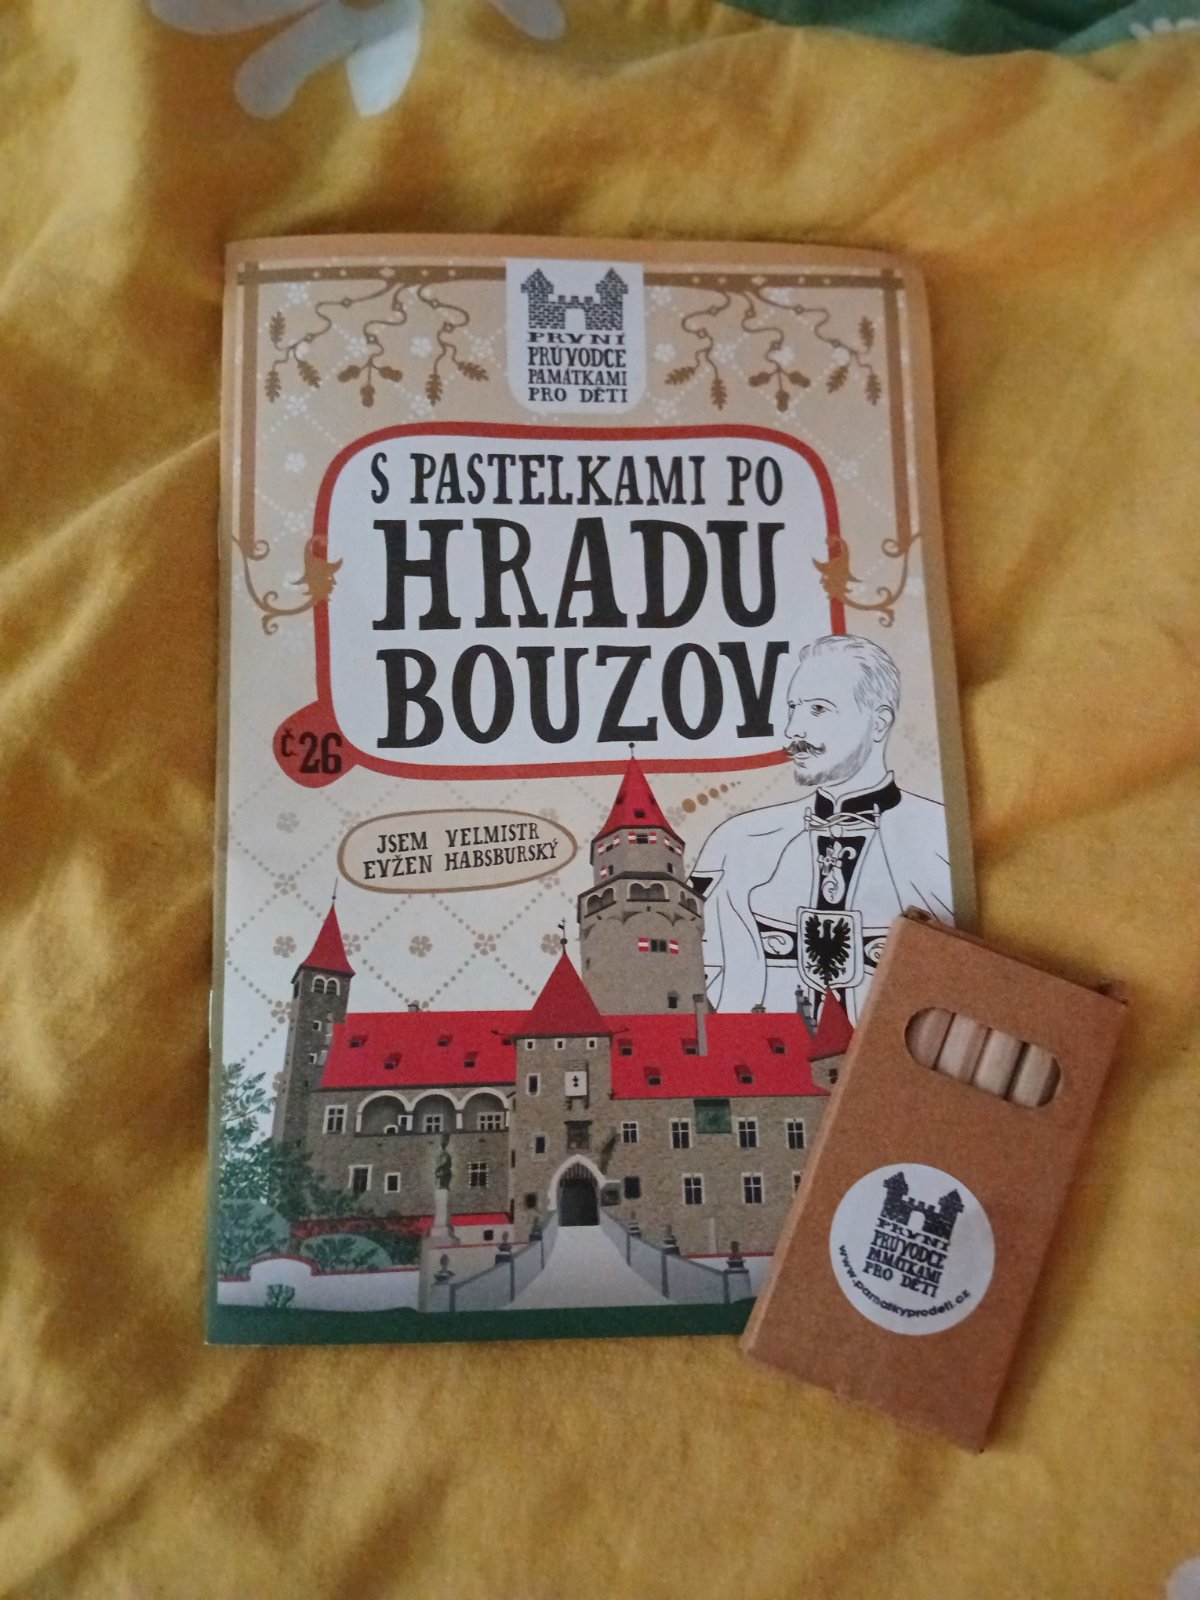 PRVNÍ
PRŮVODCE
PAMÁTKAMI
PRO DĚTI
S PASTELKAMI PO
HRADU
BOUZOV
Č.26
JSEM VELMISTR
EVŽEN HABSBURSKÝ
PRVNÍ
PRŮVODCE
PAMÁTKAMI
PRO DĚTI
www.pamatkyprodeti.cz